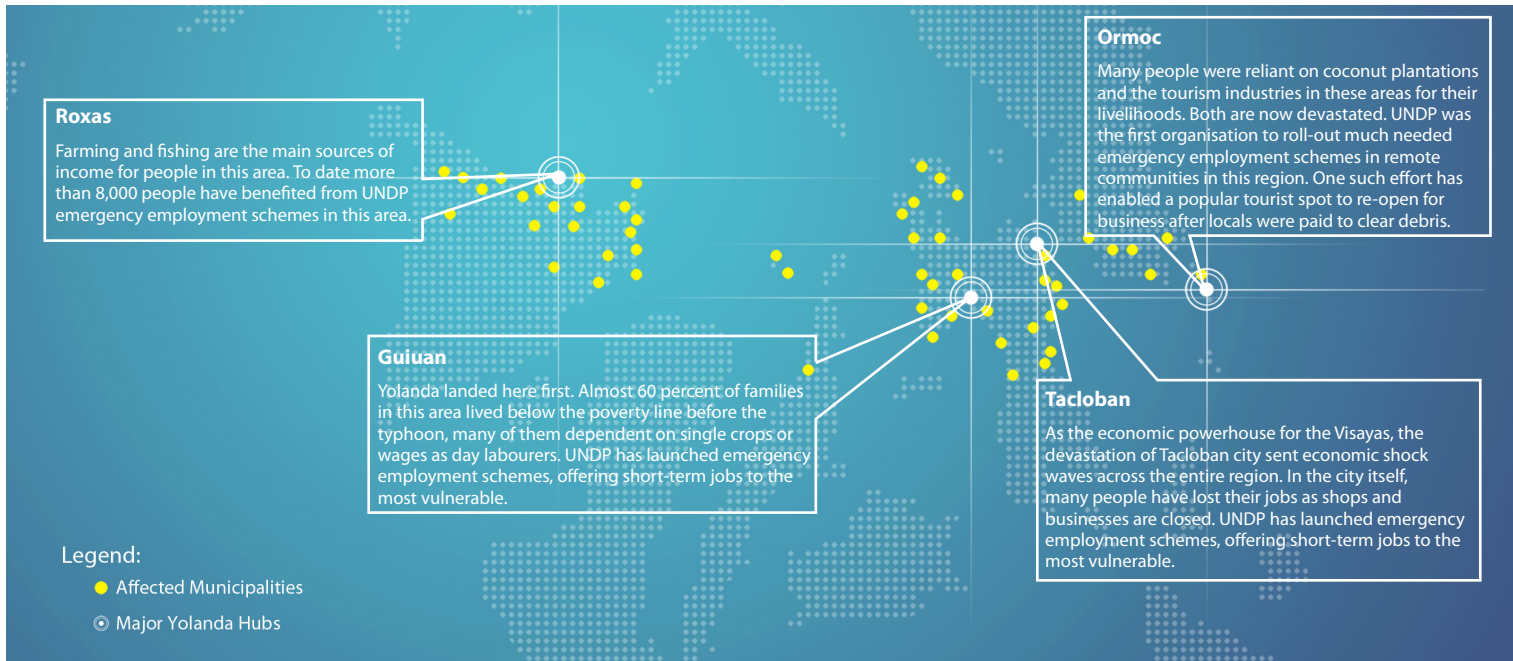 Roxas
Farming and fishing are the main sources of
income for people in this area. To date more
than 8,000 people have benefited from UNDP
emergency employment schemes in this area.
Ormoc
Many people were reliant on coconut plantations
and the tourism industries in these areas for their
livelihoods. Both are now devastated. UNDP was
the first organisation to roll-out much needed
emergency employment schemes in remote
communities in this region. One such effort has
enabled a popular tourist spot to re-open for
business after locals were paid to clear debris.
Guiuan
Yolanda landed here first. Almost 60 percent of families
in this area lived below the poverty line before the
typhoon, many of them dependent on single crops or
wages as day labourers. UNDP has launched emergency
employment schemes, offering short-term jobs to the
most vulnerable.
Tacloban
As the economic powerhouse for the Visayas, the
devastation of Tacloban city sent economic shock
waves across the entire region. In the city itself,
many people have lost their jobs as shops and
businesses are closed. UNDP has launched emergency
employment schemes, offering short-term jobs to the
most vulnerable.
Legend:
Affected Municipalities
Major Yolanda Hubs